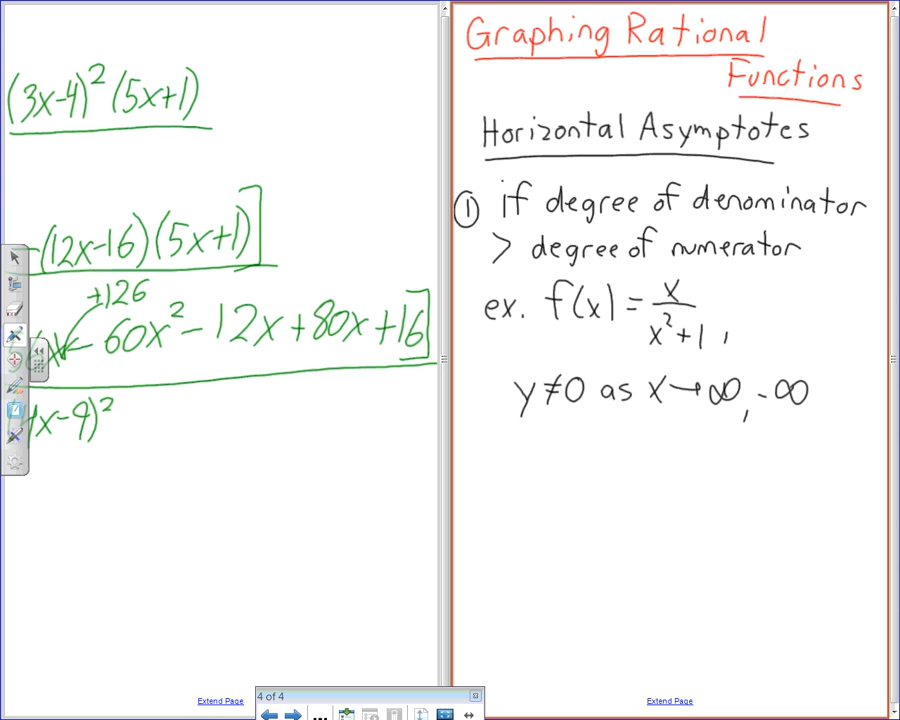 (3x-4)² (5x+1)
-(12x-16)(5x+1)]
+126
- 60x² - 12x + 80x + 16]
x-9)²
Extend Page
4 of 4
Graphing Rational
Functions
Horizontal Asymptotes
① if degree of denominator
> degree of numerator
ex. f(x) = x/(x²+1),
y≠0 as x→∞, -∞
Extend Page